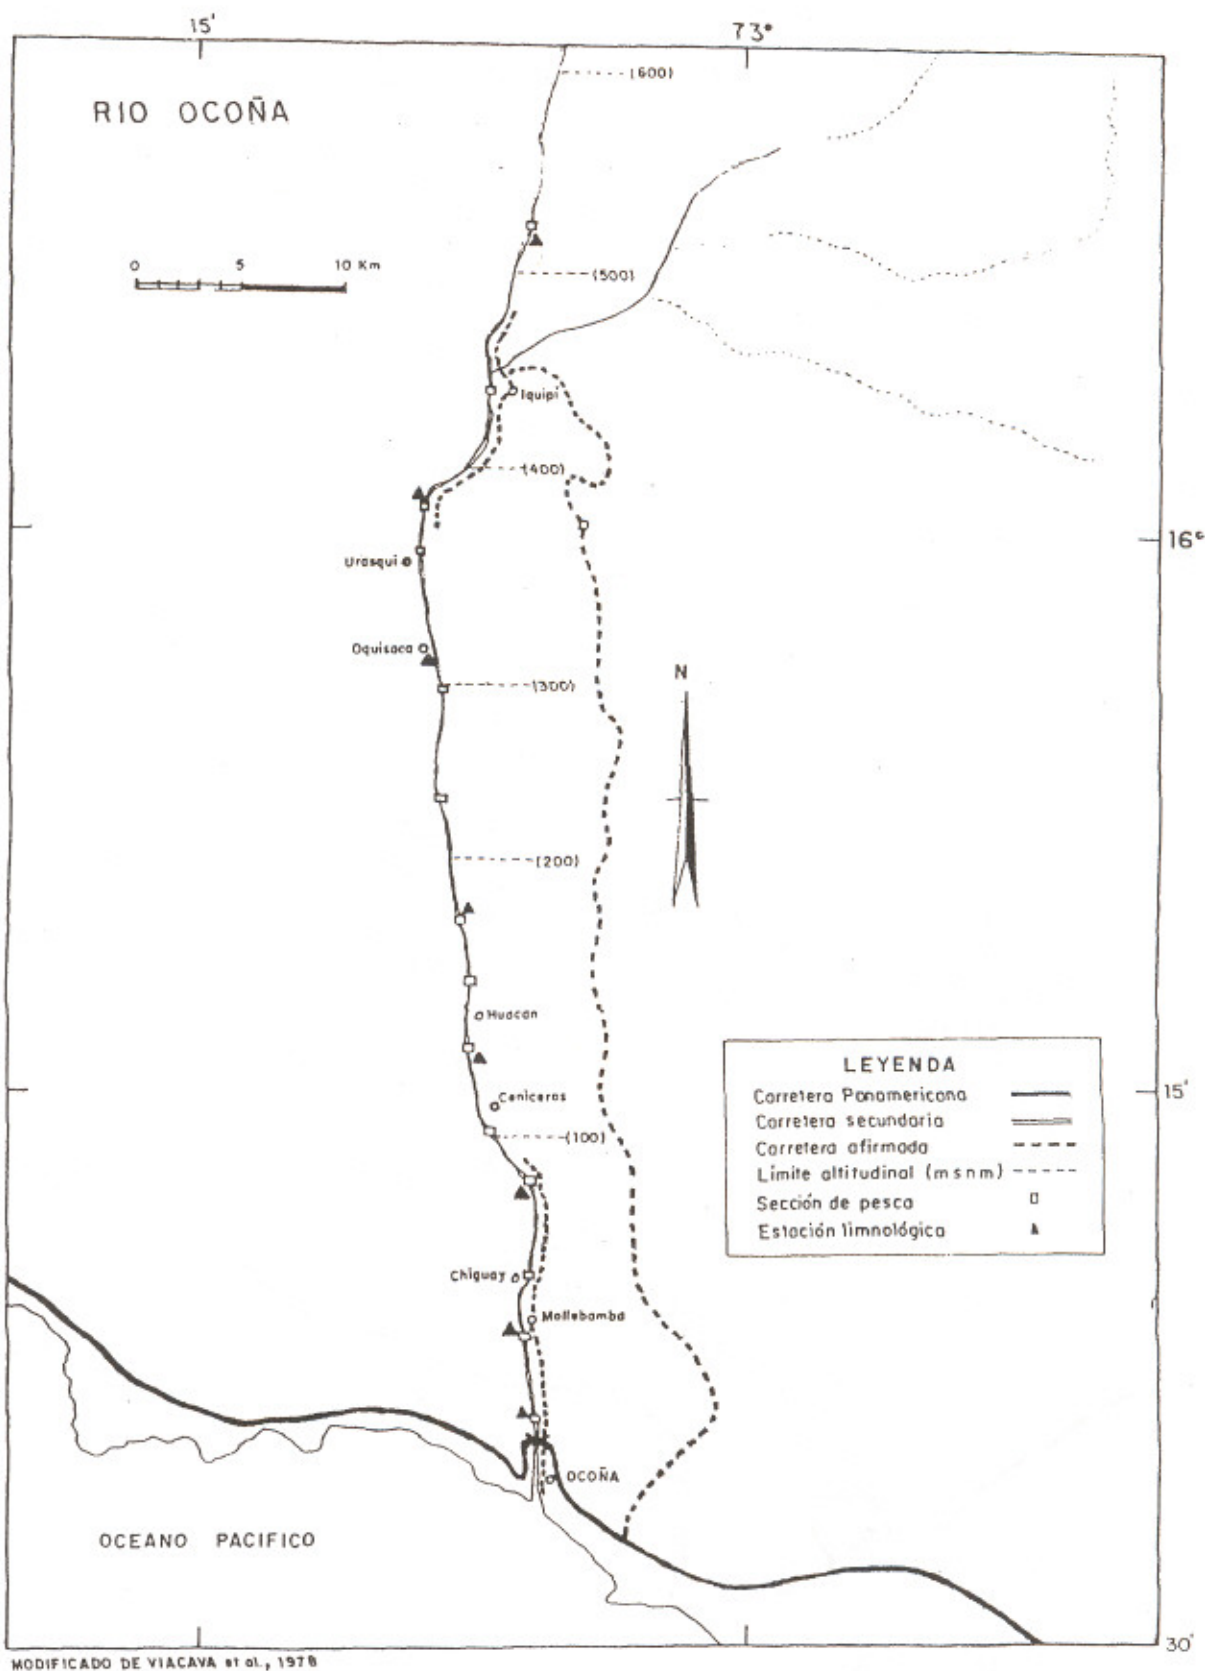 15'
73°
(600)
RIO OCOÑA
0 5 10 Km
(500)
Iquipi
(400)
16°
Urasqui
Oquisaca
N
(300)
(200)
Huacán
LEYENDA
Carretera Panamericana
Carretera secundaria
Carretera afirmada
Límite altitudinal (msnm)
Sección de pesca
Estación limnológica
15'
Ceniceros
(100)
Chiguay
Mollebamba
OCOÑA
OCEANO PACIFICO
30'
MODIFICADO DE VIACAVA et al., 1978